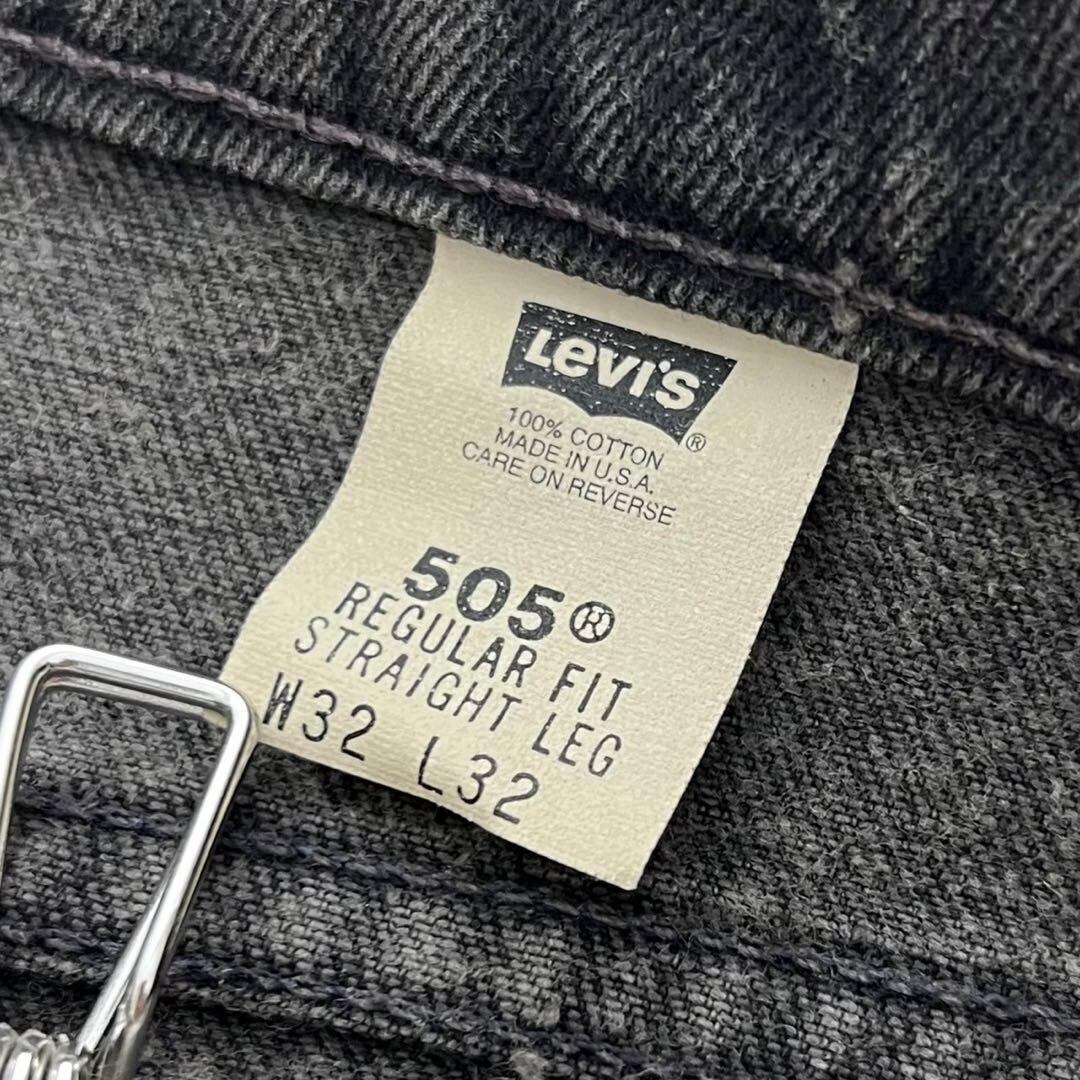 Levi's ®
100% COTTON
MADE IN U.S.A.
CARE ON REVERSE
505®
REGULAR FIT
STRAIGHT LEG
W32 L32